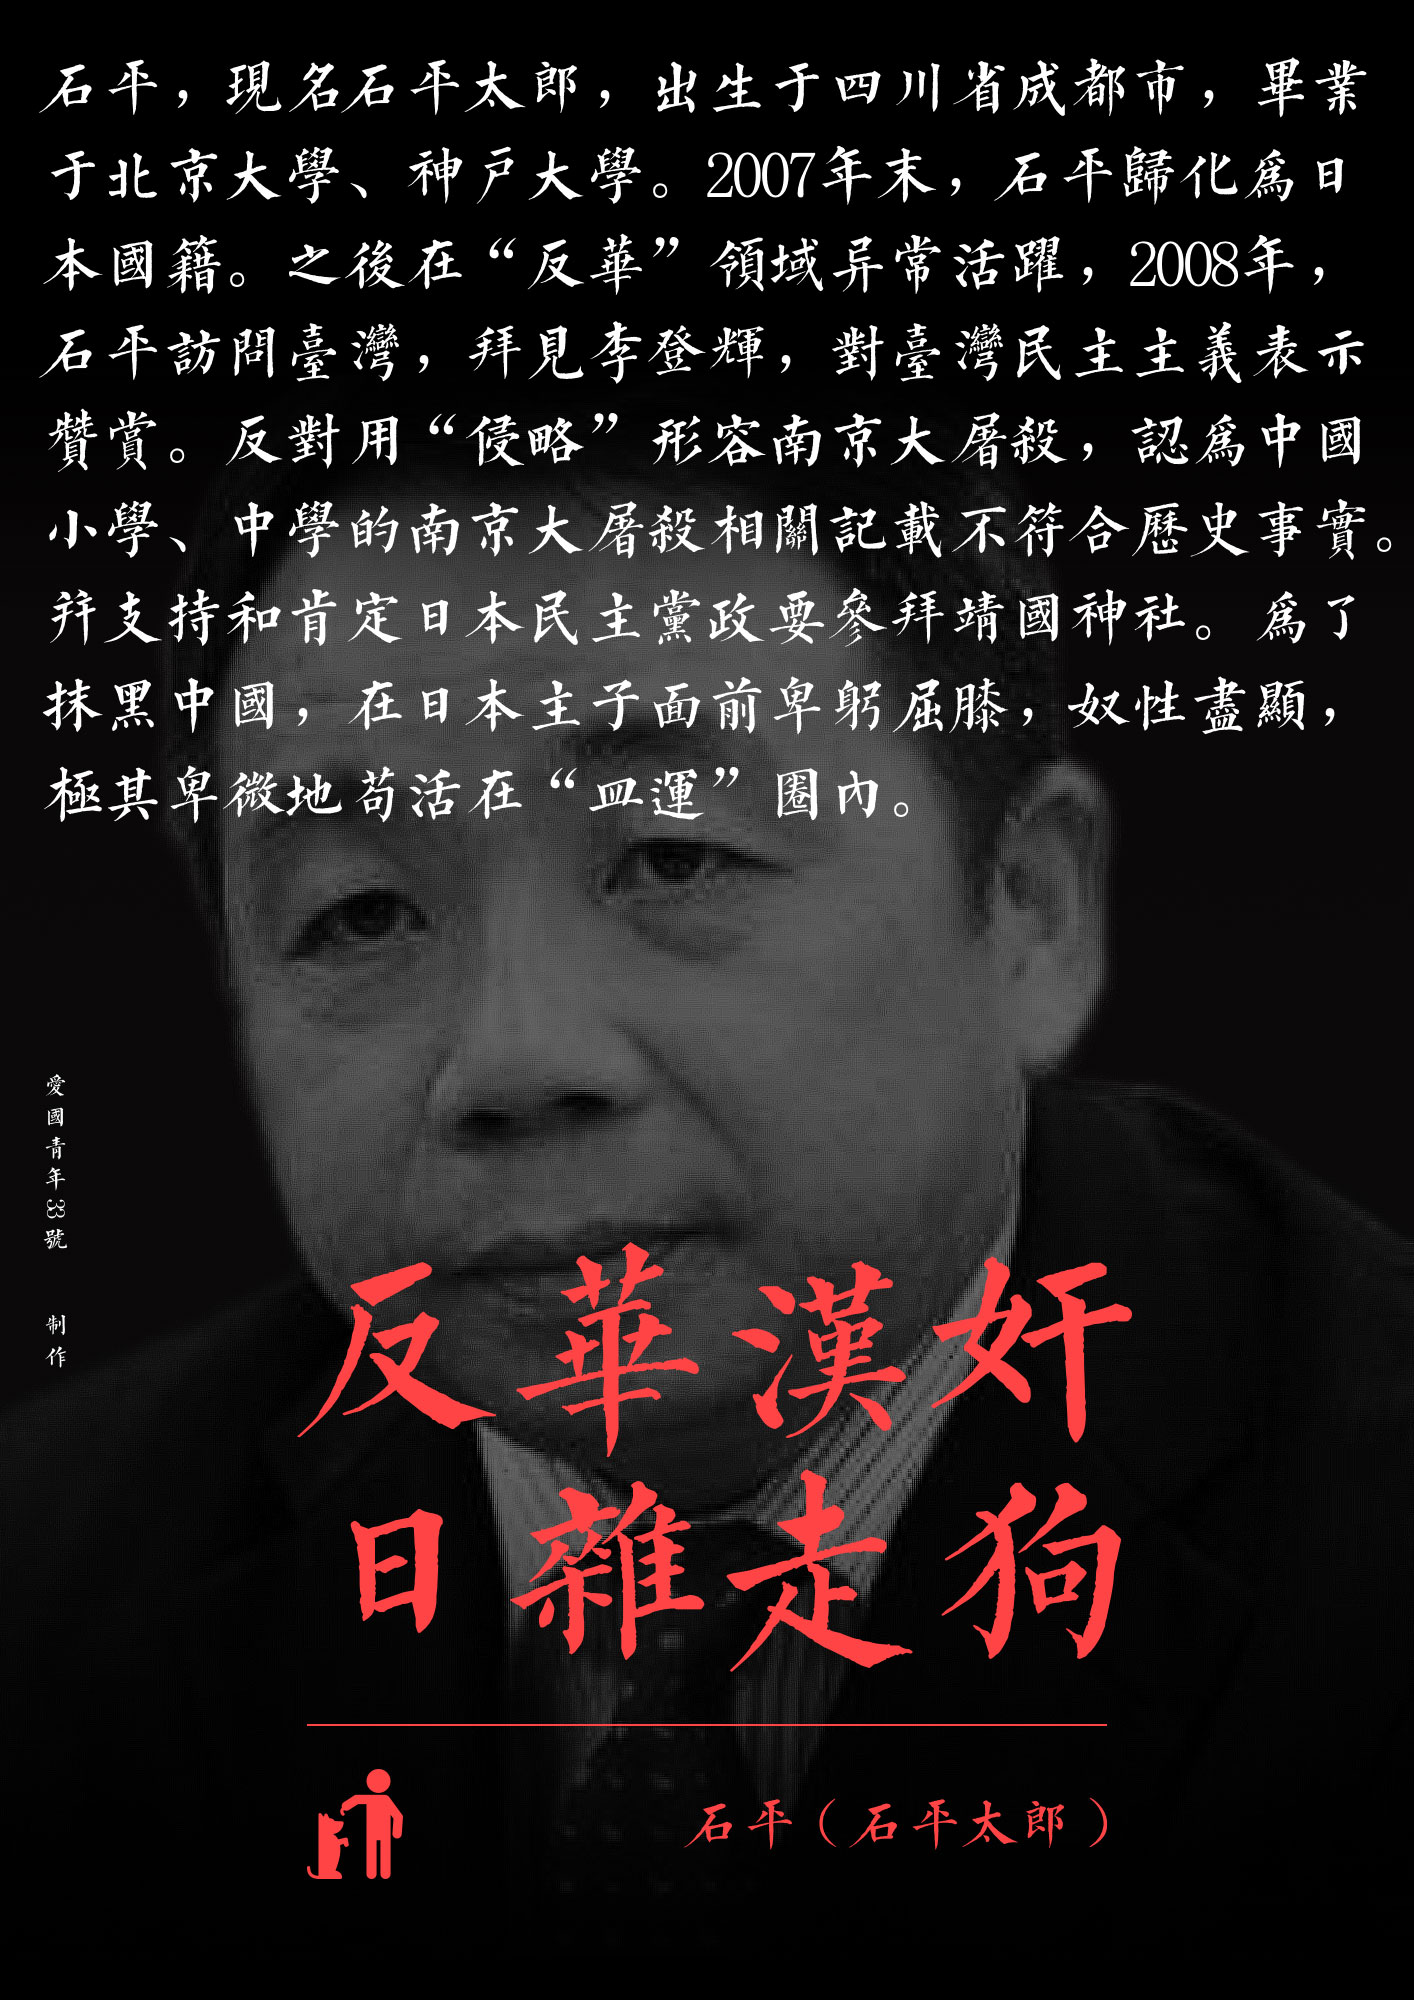 石平，現名石平太郎，出生于四川省成都市，畢業
于北京大學、神戸大學。2007年末，石平歸化爲日
本國籍。之後在“反華”領域异常活躍，2008年，
石平訪問臺灣，拜見李登輝，對臺灣民主主義表示
贊賞。反對用“侵略”形容南京大屠殺，認爲中國
小學、中學的南京大屠殺相關記載不符合歷史事實。
并支持和肯定日本民主黨政要參拜靖國神社。爲了
抹黑中國，在日本主子面前卑躬屈膝，奴性盡顯，
極其卑微地苟活在“皿運”圈內。
愛國青年33號 制作
反華漢奸
日雜走狗
石平（石平太郎）